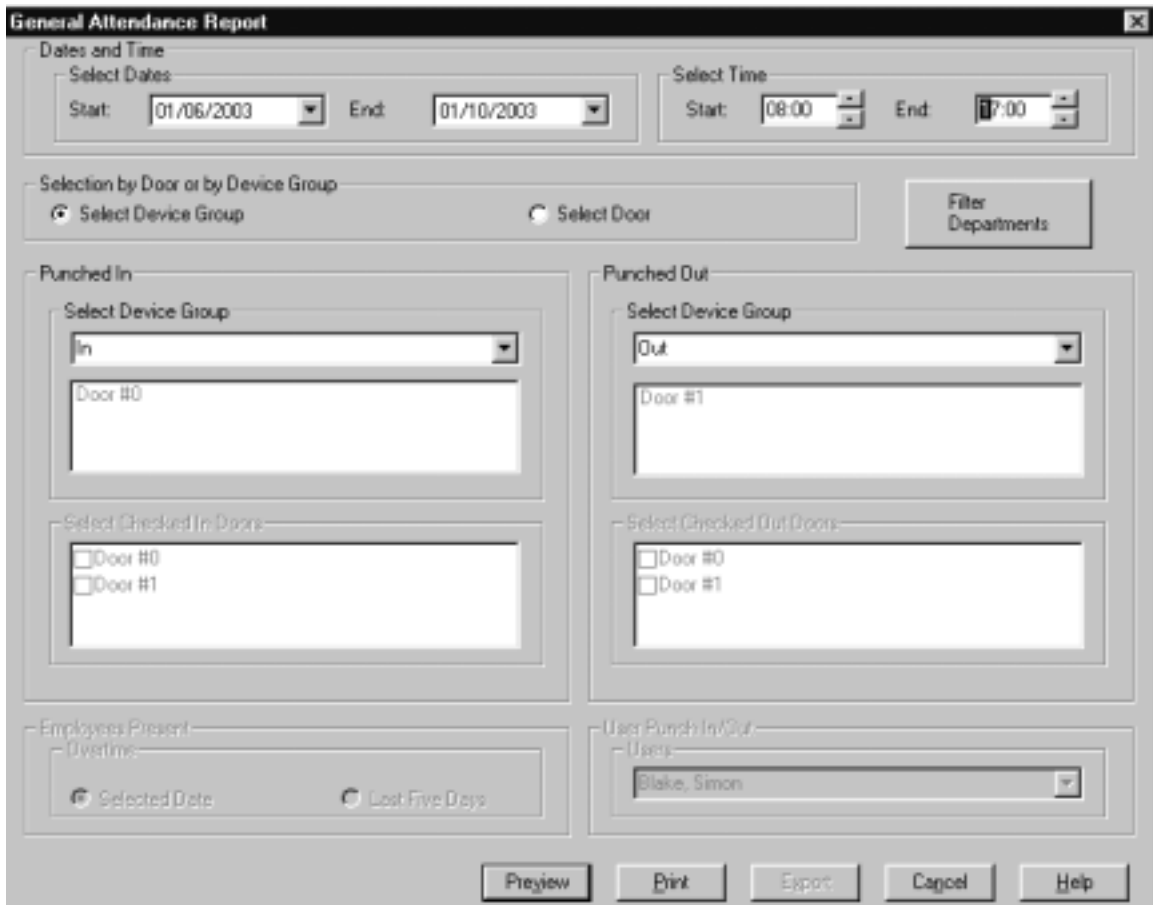 General Attendance Report
Dates and Time
Select Dates
Select Time
Start: 01/06/2003 End: 01/10/2003
Start: 08:00 End: 17:00
Selection by Door or by Device Group
Select Device Group Select Door
Filter
Departments
Punched In
Select Device Group
In
Door #0
Select Checked In Doors
Door #0
Door #1
Punched Out
Select Device Group
Out
Door #1
Select Checked Out Doors
Door #0
Door #1
Employees Present
Overtime
Selected Date Last Five Days
User Punch In/Out
Users
Blake, Simon
Preview Print Export Cancel Help